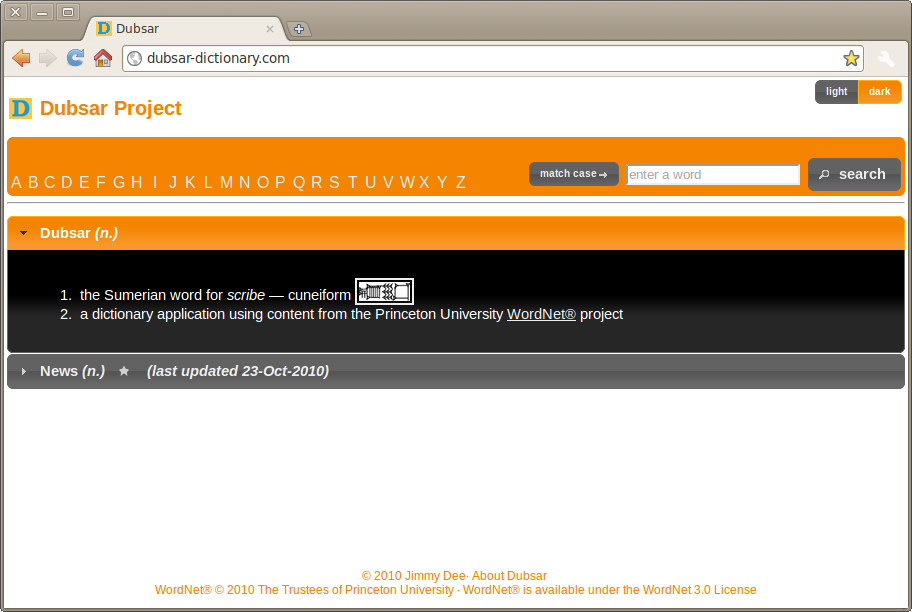 Dubsar
dubsar-dictionary.com
light dark
D Dubsar Project
A B C D E F G H I J K L M N O P Q R S T U V W X Y Z match case→ enter a word search
Dubsar (n.)
1. the Sumerian word for scribe — cuneiform
2. a dictionary application using content from the Princeton University WordNet® project
News (n.) ★ (last updated 23-Oct-2010)
© 2010 Jimmy Dee· About Dubsar
WordNet® © 2010 The Trustees of Princeton University · WordNet® is available under the WordNet 3.0 License